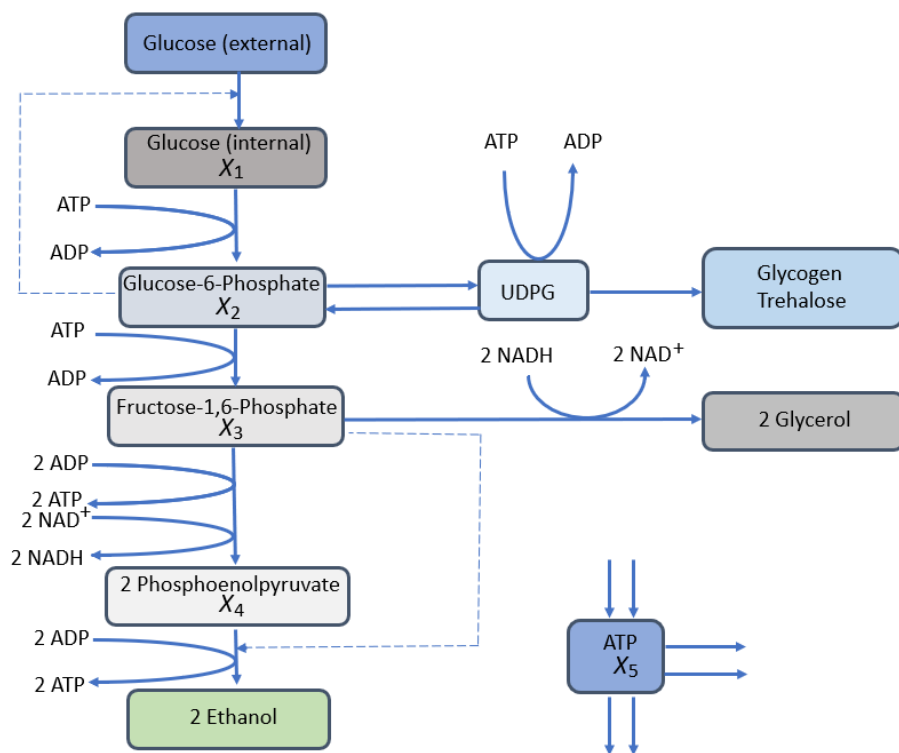 Glucose (external)
Glucose (internal)
X₁
ATP
ADP
ATP
ADP
Glucose-6-Phosphate
X₂
UDPG
Glycogen
Trehalose
ATP
ADP
2 NADH
2 NAD⁺
Fructose-1,6-Phosphate
X₃
2 Glycerol
2 ADP
2 ATP
2 NAD⁺
2 NADH
2 Phosphoenolpyruvate
X₄
2 ADP
2 ATP
ATP
X₅
2 Ethanol